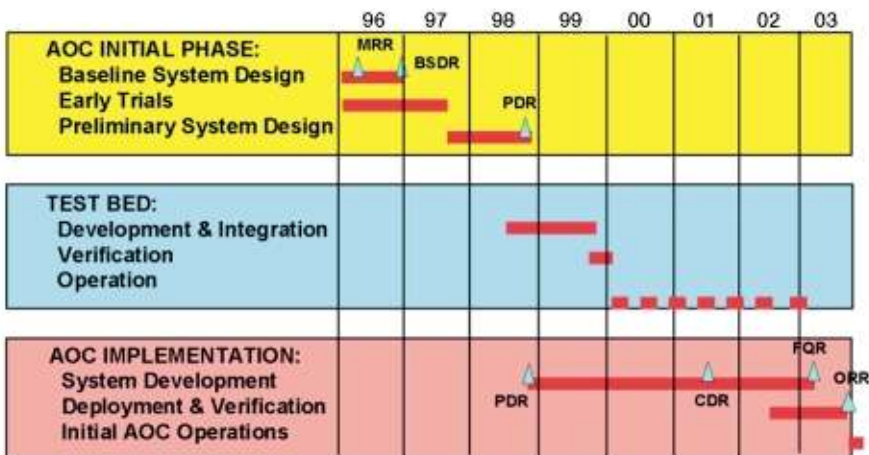 96 97 98 99 00 01 02 03
AOC INITIAL PHASE:
MRR
Baseline System Design
BSDR
Early Trials
PDR
Preliminary System Design
TEST BED:
Development & Integration
Verification
Operation
AOC IMPLEMENTATION:
FQR
System Development
ORR
PDR
CDR
Deployment & Verification
Initial AOC Operations